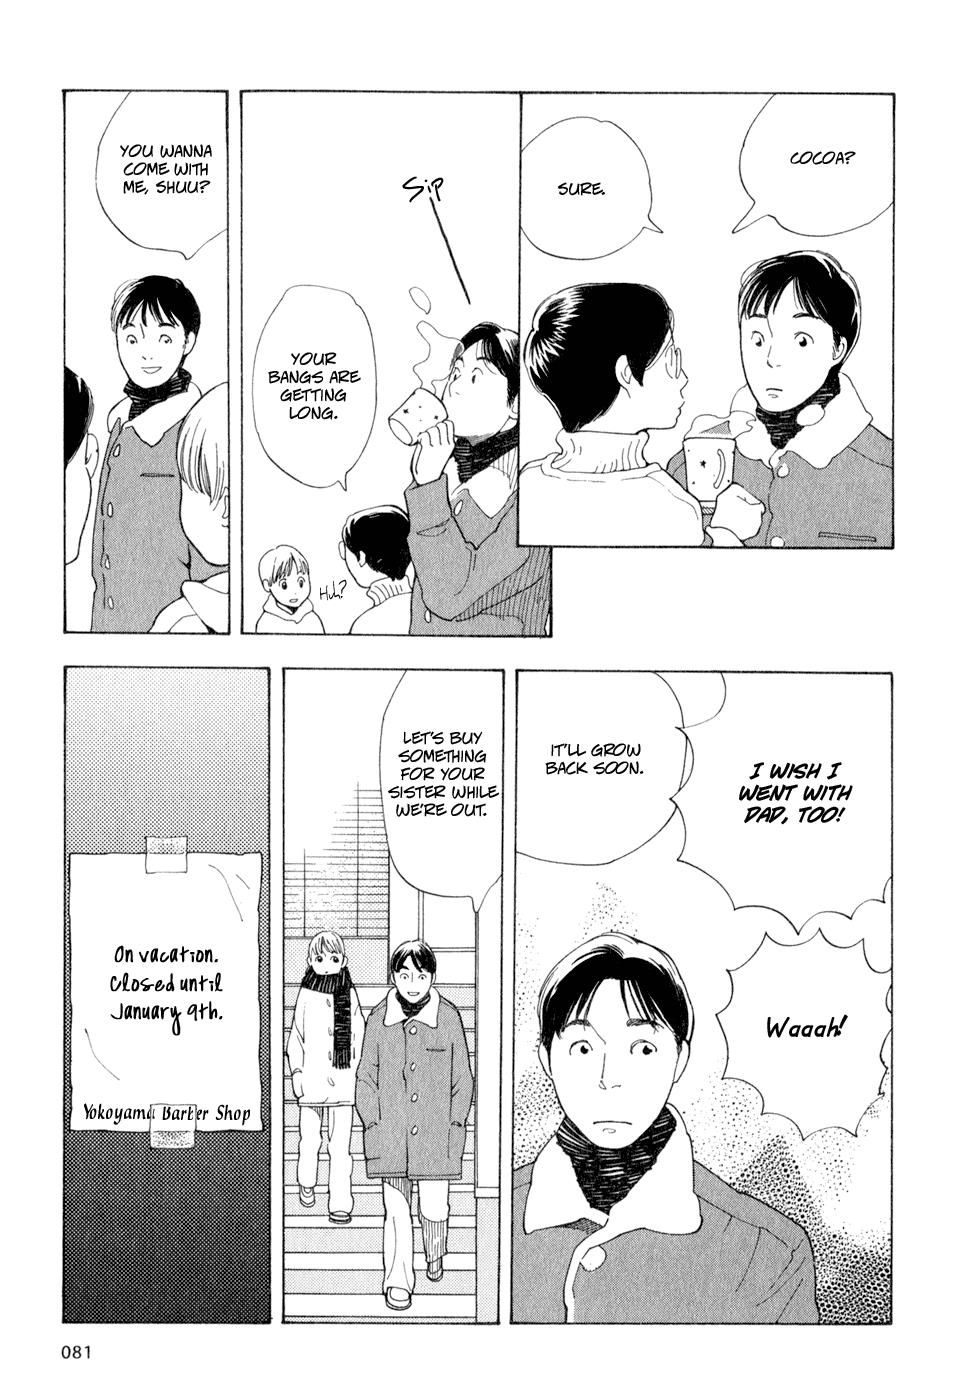 COCOA?
SURE.
Sip
YOUR
BANGS ARE
GETTING
LONG.
Huh?
YOU WANNA
COME WITH
ME, SHUU?
I WISH I
WENT WITH
DAD, TOO!
IT'LL GROW
BACK SOON.
Waaah!
LET'S BUY
SOMETHING
FOR YOUR
SISTER WHILE
WE'RE OUT.
On vacation.
Closed until
January 9th.
Yokoyama Barber Shop
081